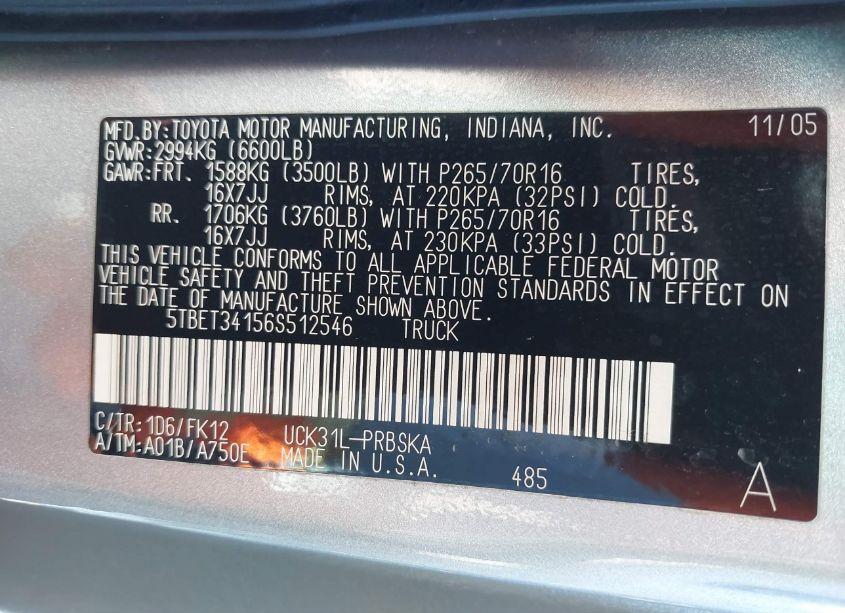 MFD.BY:TOYOTA MOTOR MANUFACTURING, INDIANA, INC. 11/05
GVWR:2994KG (6600LB)
GAWR:FRT. 1588KG (3500LB) WITH P265/70R16 TIRES,
16X7JJ RIMS, AT 220KPA (32PSI) COLD.
RR. 1706KG (3760LB) WITH P265/70R16 TIRES,
16X7JJ RIMS, AT 230KPA (33PSI) COLD.
THIS VEHICLE CONFORMS TO ALL APPLICABLE FEDERAL MOTOR
VEHICLE SAFETY AND THEFT PREVENTION STANDARDS IN EFFECT ON
THE DATE OF MANUFACTURE SHOWN ABOVE.
5TBET34156S512546 TRUCK
C/TR:1D6/FK12 UCK31L-PRBSKA
A/TM:A01B/A750E MADE IN U.S.A. 485 A